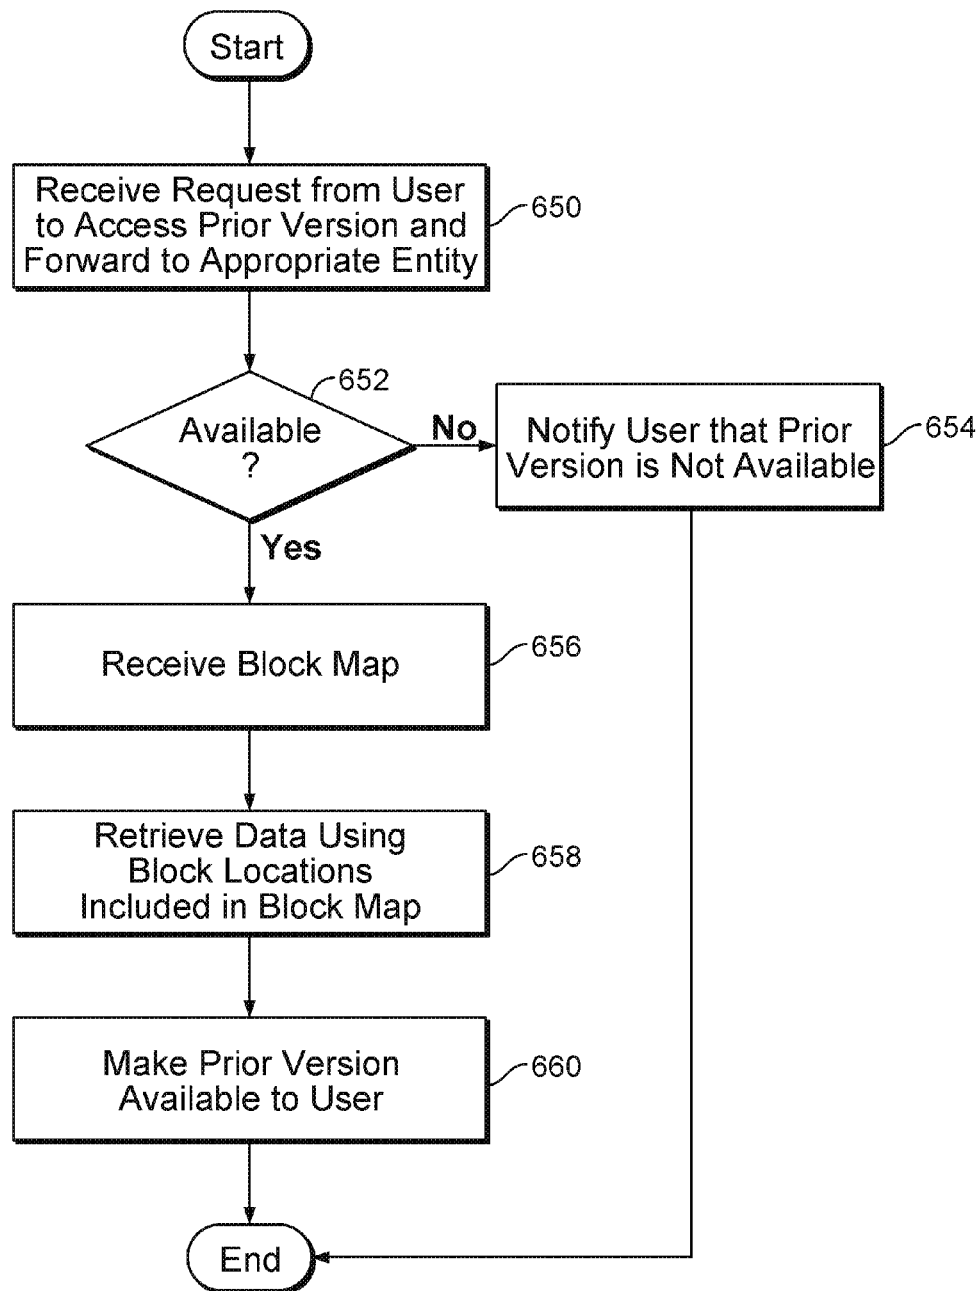 Start
Receive Request from User
to Access Prior Version and
Forward to Appropriate Entity
650
652
Available
?
No
Notify User that Prior
Version is Not Available
654
Yes
Receive Block Map
656
Retrieve Data Using
Block Locations
Included in Block Map
658
Make Prior Version
Available to User
660
End